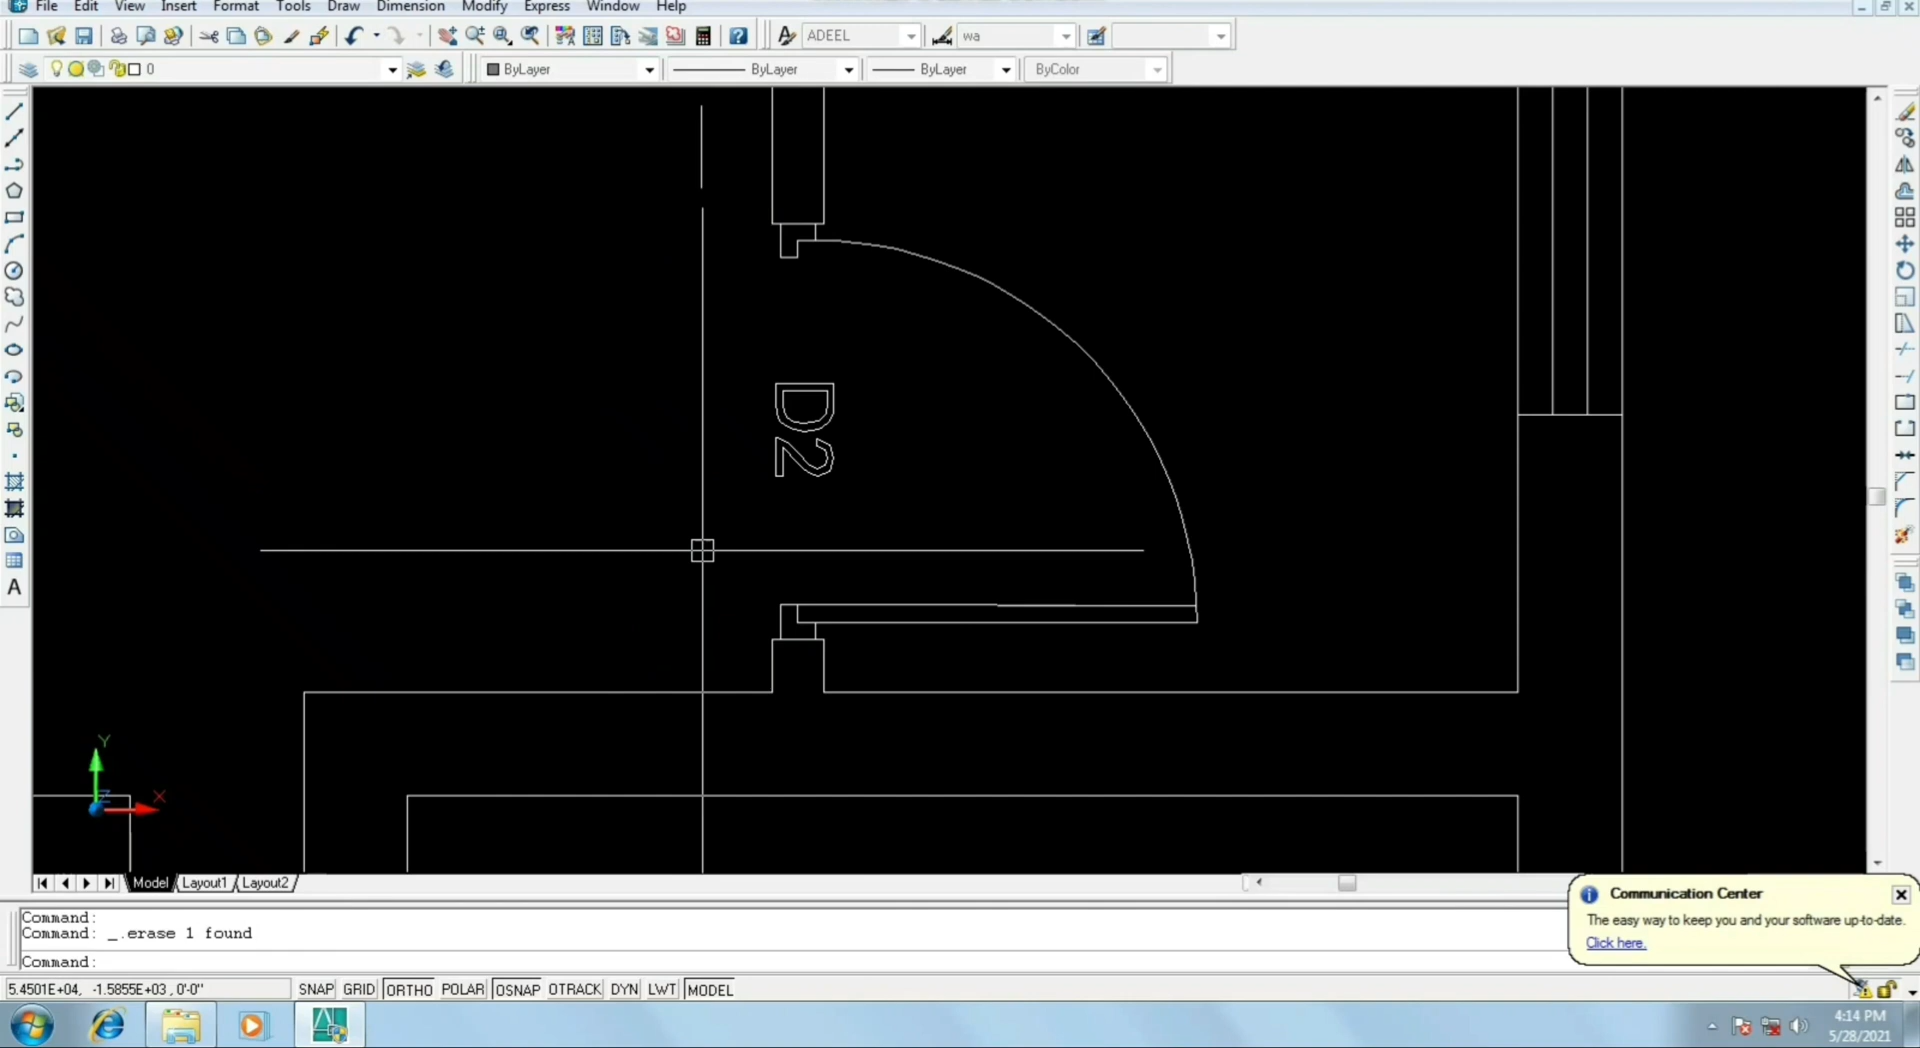 File Edit View Insert Format Tools Draw Dimension Modify Express Window Help
ADEEL wa
0 ByLayer ByLayer ByLayer ByColor
D2
Y
Z X
A
Model Layout1 Layout2
Command:
Command: _.erase 1 found
Command:
Communication Center
The easy way to keep you and your software up-to-date.
Click here.
5.4501E+04, -1.5855E+03 , 0'-0" SNAP GRID ORTHO POLAR OSNAP OTRACK DYN LWT MODEL
4:14 PM
5/28/2021